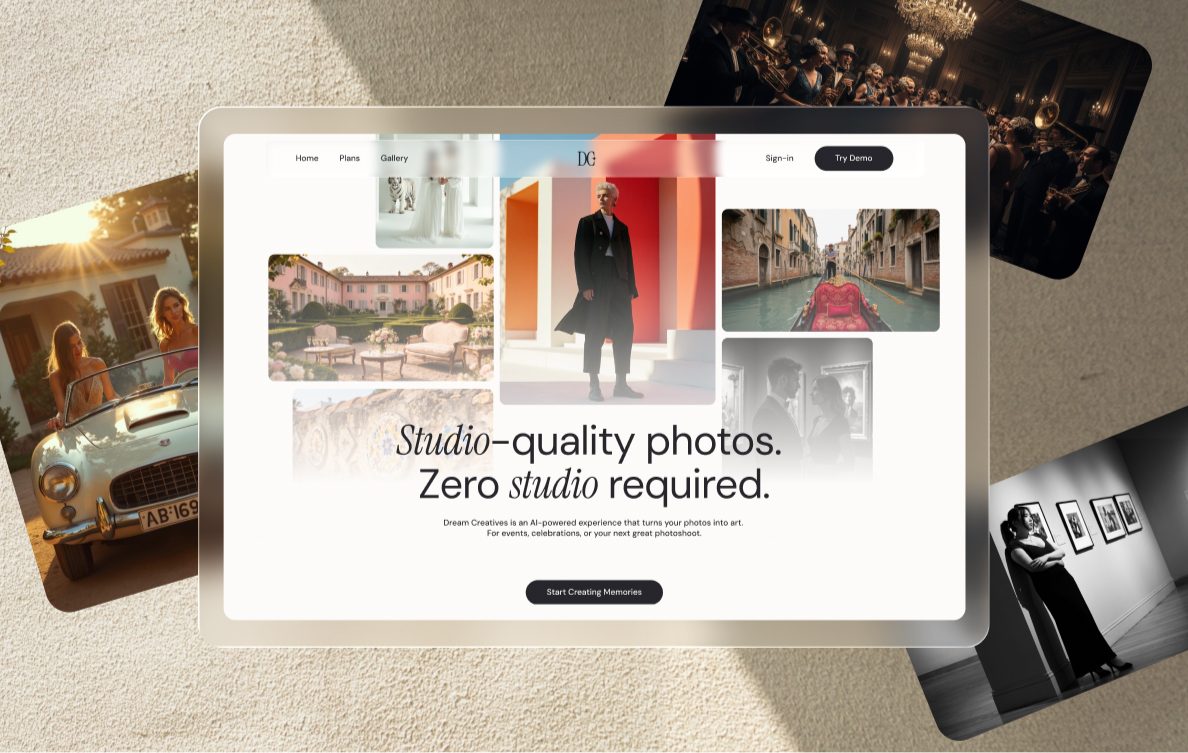 Home Plans Gallery DG Sign-in Try Demo
Studio-quality photos.
Zero studio required.
Dream Creatives is an AI-powered experience that turns your photos into art.
For events, celebrations, or your next great photoshoot.
Start Creating Memories
AB·169